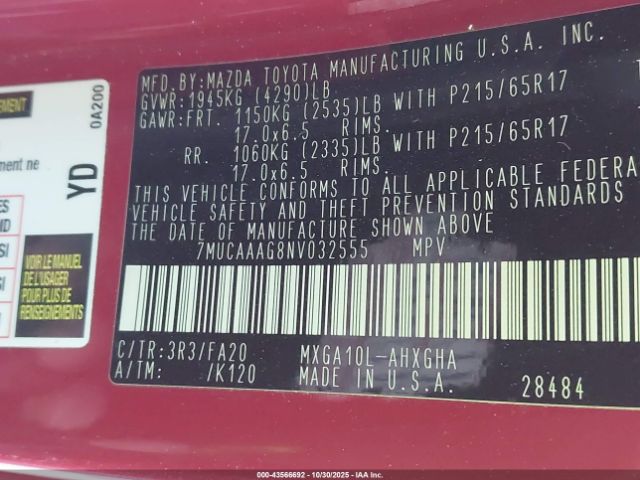 MFD.BY:MAZDA TOYOTA MANUFACTURING U.S.A. INC.
GVWR:1945KG (4290)LB
GAWR:FRT. 1150KG (2535)LB WITH P215/65R17
17.0x6.5 RIMS.
RR. 1060KG (2335)LB WITH P215/65R17
17.0x6.5 RIMS.
THIS VEHICLE CONFORMS TO ALL APPLICABLE FEDERA
VEHICLE SAFETY AND THEFT PREVENTION STANDARDS
THE DATE OF MANUFACTURE SHOWN ABOVE
7MUCAAAG8NV032555 MPV
C/TR:3R3/FA20 MXGA10L-AHXGHA
A/TM: /K120 MADE IN U.S.A. 28484
0A200
YD
EMENT
ement ne
VOIR LE MANUEL
DE L'USAGER
POUR PLUS DE
RENSEIGNEMENTS
000-43566692 - 10/30/2025 - IAA, Inc.